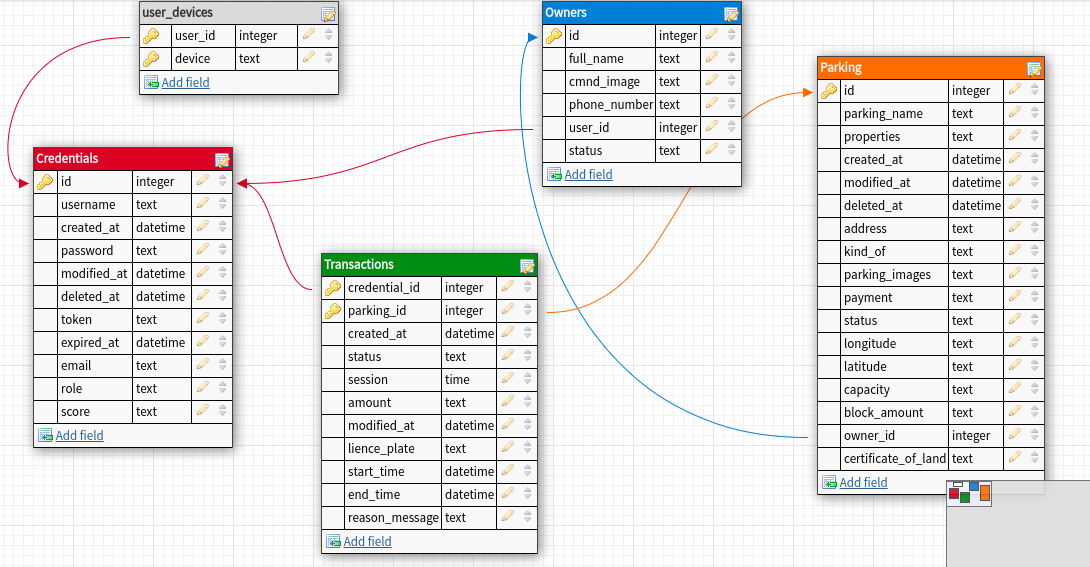 user_devices
user_id integer
device text
Add field
Owners
id integer
full_name text
cmnd_image text
phone_number text
user_id integer
status text
Add field
Parking
id integer
parking_name text
properties text
created_at datetime
modified_at datetime
deleted_at datetime
address text
kind_of text
parking_images text
payment text
status text
longitude text
latitude text
capacity text
block_amount text
owner_id integer
certificate_of_land text
Add field
Credentials
id integer
username text
created_at datetime
password text
modified_at datetime
deleted_at datetime
token text
expired_at datetime
email text
role text
score text
Add field
Transactions
credential_id integer
parking_id integer
created_at datetime
status text
session time
amount text
modified_at datetime
lience_plate text
start_time datetime
end_time datetime
reason_message text
Add field